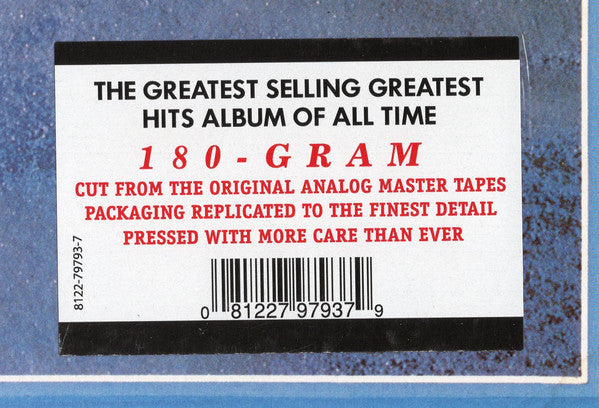 THE GREATEST SELLING GREATEST
HITS ALBUM OF ALL TIME
180-GRAM
CUT FROM THE ORIGINAL ANALOG MASTER TAPES
PACKAGING REPLICATED TO THE FINEST DETAIL
PRESSED WITH MORE CARE THAN EVER
8122-79793-7
0 81227 97937 9